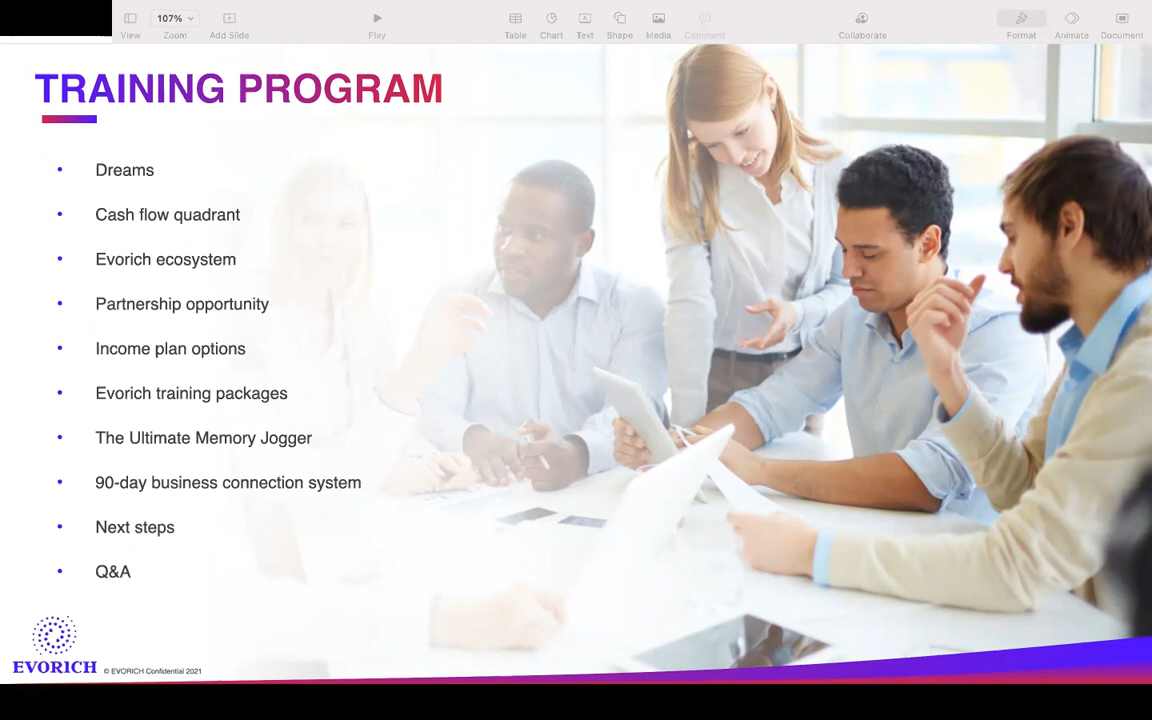 107%
View
Zoom
Add Slide
Play
Table
Chart
Text
Shape
Media
Comment
Collaborate
Format
Animate
Document
TRAINING PROGRAM
• Dreams
• Cash flow quadrant
• Evorich ecosystem
• Partnership opportunity
• Income plan options
• Evorich training packages
• The Ultimate Memory Jogger
• 90-day business connection system
• Next steps
• Q&A
EVORICH
© EVORICH Confidential 2021